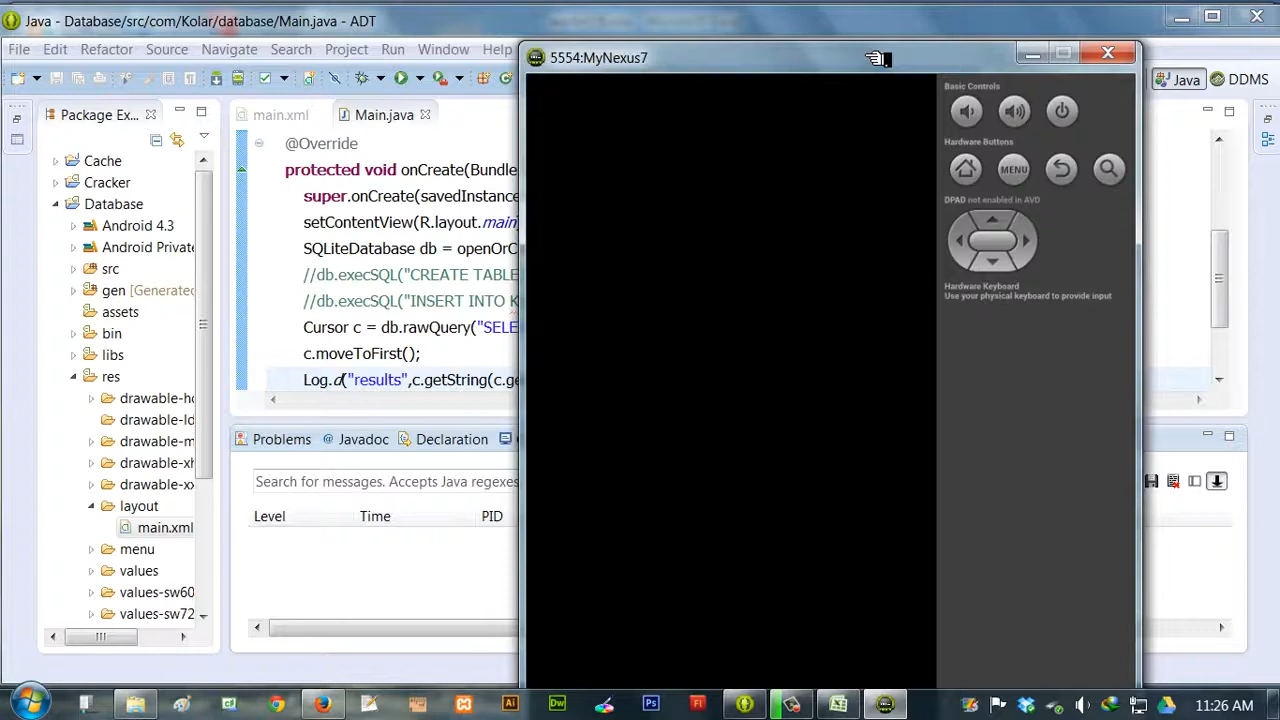 Java - Database/src/com/Kolar/database/Main.java - ADT
File Edit Refactor Source Navigate Search Project Run Window Help
5554:MyNexus7
Java DDMS
Package Ex...
main.xml
Main.java
Cache
Cracker
Database
Android 4.3
Android Private
src
gen [Generated
assets
bin
libs
res
drawable-hd
drawable-ld
drawable-m
drawable-xh
drawable-xx
layout
main.xml
menu
values
values-sw60
values-sw72
@Override
protected void onCreate(Bundle
super.onCreate(savedInstance
setContentView(R.layout.main
SQLiteDatabase db = openOrC
//db.execSQL("CREATE TABLE
//db.execSQL("INSERT INTO K
Cursor c = db.rawQuery("SELE
c.moveToFirst();
Log.d("results",c.getString(c.ge
Problems @ Javadoc Declaration
Search for messages. Accepts Java regexes
Level Time PID
Basic Controls
Hardware Buttons
MENU
DPAD not enabled in AVD
Hardware Keyboard
Use your physical keyboard to provide input
Ai Dw Ps Fl
11:26 AM